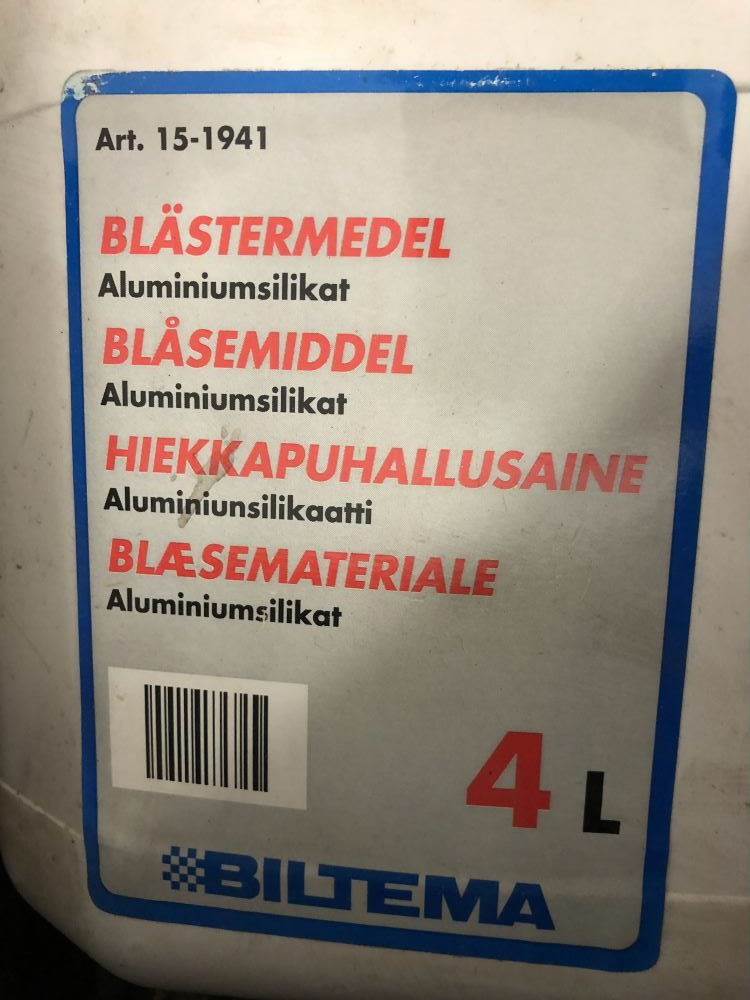 Art. 15-1941
BLÄSTERMEDEL
Aluminiumsilikat
BLÅSEMIDDEL
Aluminiumsilikat
HIEKKAPUHALLUSAINE
Aluminiunsilikaatti
BLÆSEMATERIALE
Aluminiumsilikat
4 L
BILTEMA